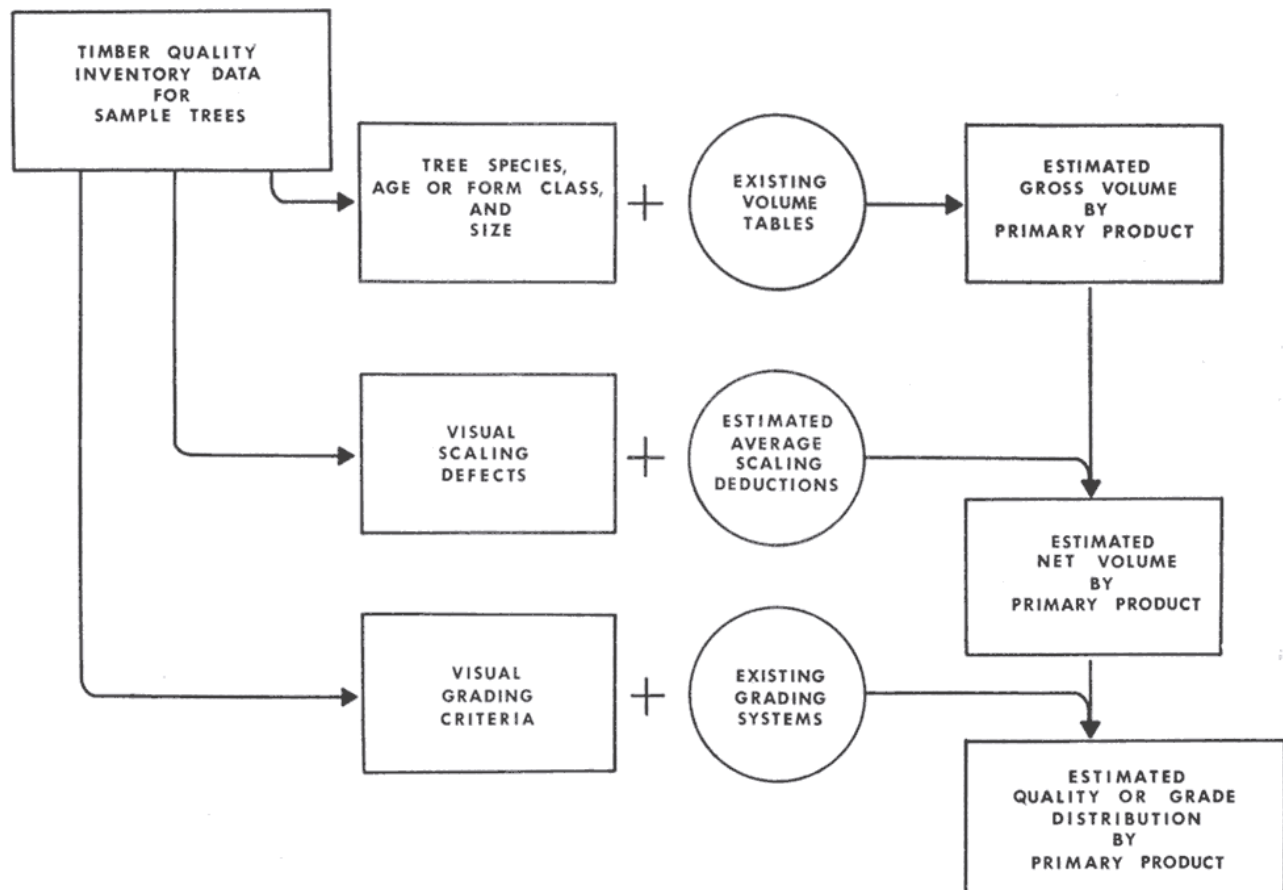 TIMBER QUALITY
INVENTORY DATA
FOR
SAMPLE TREES
TREE SPECIES,
AGE OR FORM CLASS,
AND
SIZE
+
EXISTING
VOLUME
TABLES
ESTIMATED
GROSS VOLUME
BY
PRIMARY PRODUCT
VISUAL
SCALING
DEFECTS
+
ESTIMATED
AVERAGE
SCALING
DEDUCTIONS
ESTIMATED
NET VOLUME
BY
PRIMARY PRODUCT
VISUAL
GRADING
CRITERIA
+
EXISTING
GRADING
SYSTEMS
ESTIMATED
QUALITY OR GRADE
DISTRIBUTION
BY
PRIMARY PRODUCT